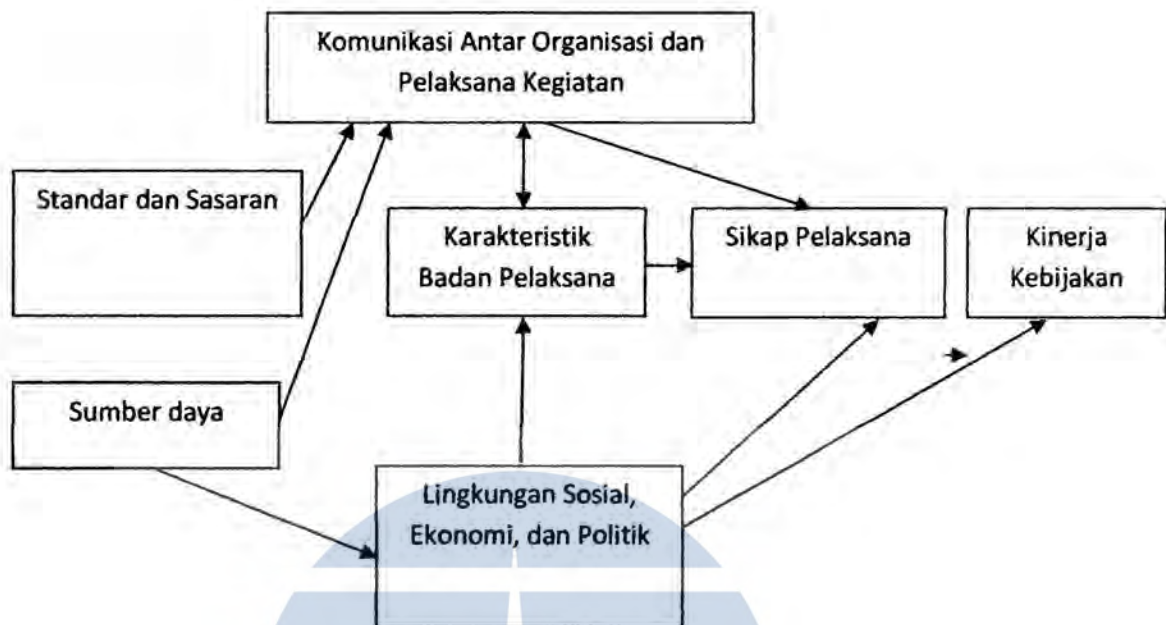 Komunikasi Antar Organisasi dan
Pelaksana Kegiatan
Standar dan Sasaran
Karakteristik
Badan Pelaksana
Sikap Pelaksana
Kinerja
Kebijakan
Sumber daya
Lingkungan Sosial,
Ekonomi, dan Politik